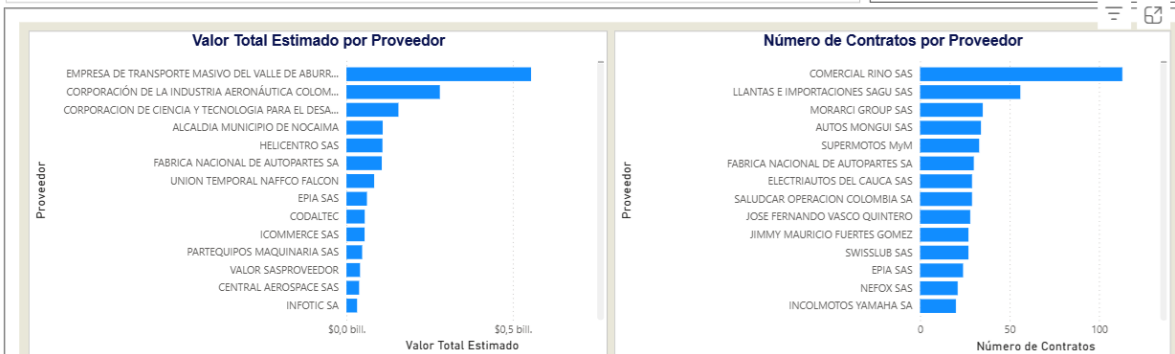 Valor Total Estimado por Proveedor
Proveedor
EMPRESA DE TRANSPORTE MASIVO DEL VALLE DE ABURR...
CORPORACIÓN DE LA INDUSTRIA AERONÁUTICA COLOM...
CORPORACION DE CIENCIA Y TECNOLOGIA PARA EL DESA...
ALCALDIA MUNICIPIO DE NOCAIMA
HELICENTRO SAS
FABRICA NACIONAL DE AUTOPARTES SA
UNION TEMPORAL NAFFCO FALCON
EPIA SAS
CODALTEC
ICOMMERCE SAS
PARTEQUIPOS MAQUINARIA SAS
VALOR SASPROVEEDOR
CENTRAL AEROSPACE SAS
INFOTIC SA
$0,0 bill. $0,5 bill.
Valor Total Estimado
Número de Contratos por Proveedor
Proveedor
COMERCIAL RINO SAS
LLANTAS E IMPORTACIONES SAGU SAS
MORARCI GROUP SAS
AUTOS MONGUI SAS
SUPERMOTOS MyM
FABRICA NACIONAL DE AUTOPARTES SA
ELECTRIAUTOS DEL CAUCA SAS
SALUDCAR OPERACION COLOMBIA SA
JOSE FERNANDO VASCO QUINTERO
JIMMY MAURICIO FUERTES GOMEZ
SWISSLUB SAS
EPIA SAS
NEFOX SAS
INCOLMOTOS YAMAHA SA
0 50 100
Número de Contratos